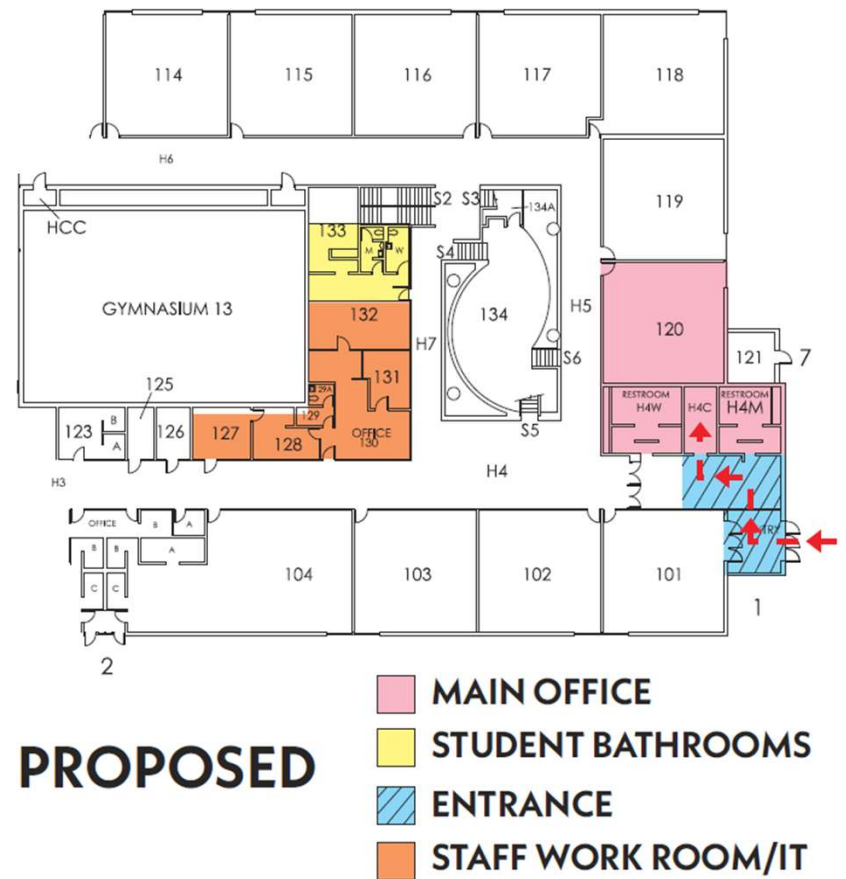 114 115 116 117 118
H6
119
HCC
S2 S3
134A
133
M W
S4
GYMNASIUM 13
132
134
H5
120
H7
S6
121 7
131
125
29A
129
RESTROOM
H4W
H4C
RESTROOM
H4M
123 B
A
126
127
128
OFFICE
130
S5
H4
H3
OFFICE B A
B B A
C C
104 103 102 101
TRY
1
2
PROPOSED
MAIN OFFICE
STUDENT BATHROOMS
ENTRANCE
STAFF WORK ROOM/IT